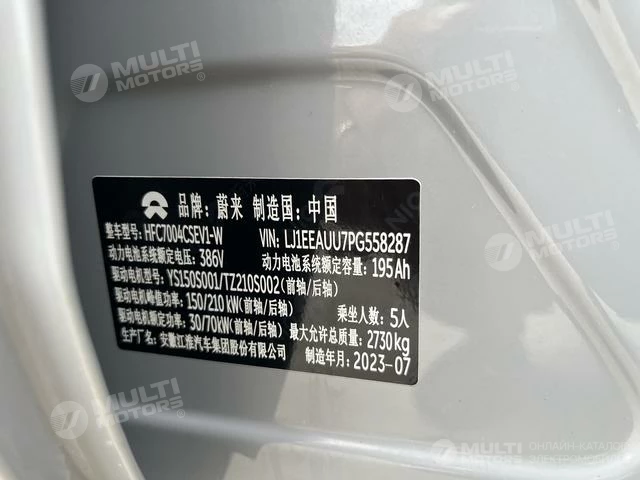 MULTI MOTORS®
MULTI MOTORS®
品牌: 蔚来 制造国: 中国
整车型号: HFC7004CSEV1-W VIN: LJ1EEAUU7PG558287
动力电池系统额定电压: 386V 动力电池系统额定容量: 195Ah
驱动电机型号: YS150S001/TZ210S002(前轴/后轴)
驱动电机峰值功率: 150/210kW(前轴/后轴) 乘坐人数: 5人
驱动电机额定功率: 30/70kW(前轴/后轴) 最大允许总质量: 2730kg
生产厂名: 安徽江淮汽车集团股份有限公司 制造年月: 2023-07
MULTI MOTORS®
MULTI MOTORS
ОНЛАЙН-КАТАЛОГ
ЭЛЕКТРОМОБИЛЕЙ